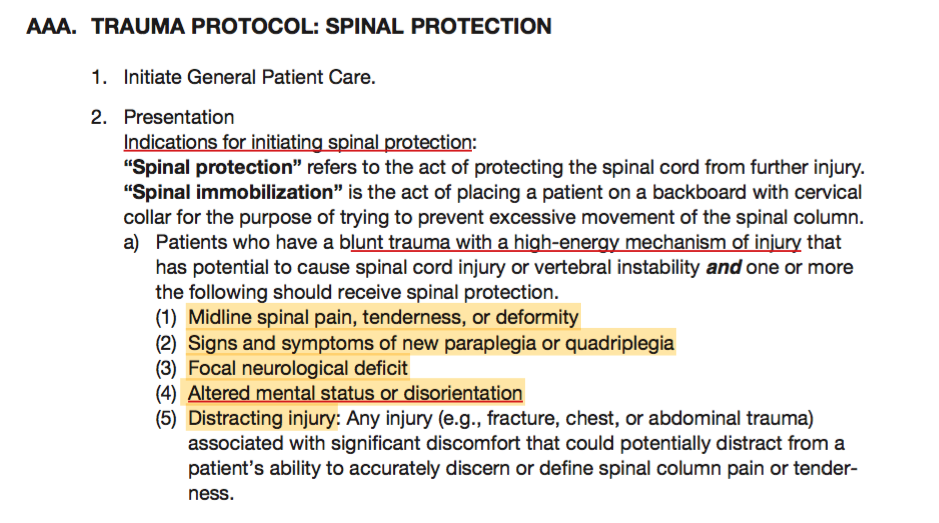 AAA. TRAUMA PROTOCOL: SPINAL PROTECTION
1. Initiate General Patient Care.
2. Presentation
Indications for initiating spinal protection:
“Spinal protection” refers to the act of protecting the spinal cord from further injury.
“Spinal immobilization” is the act of placing a patient on a backboard with cervical
collar for the purpose of trying to prevent excessive movement of the spinal column.
a) Patients who have a blunt trauma with a high-energy mechanism of injury that
has potential to cause spinal cord injury or vertebral instability and one or more
the following should receive spinal protection.
(1) Midline spinal pain, tenderness, or deformity
(2) Signs and symptoms of new paraplegia or quadriplegia
(3) Focal neurological deficit
(4) Altered mental status or disorientation
(5) Distracting injury: Any injury (e.g., fracture, chest, or abdominal trauma)
associated with significant discomfort that could potentially distract from a
patient’s ability to accurately discern or define spinal column pain or tender-
ness.